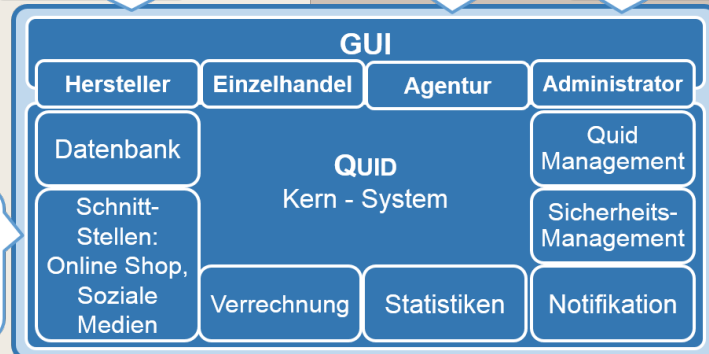 GUI
Hersteller
Einzelhandel
Agentur
Administrator
Datenbank
QUID
Kern - System
Quid
Management
Schnitt-
Stellen:
Online Shop,
Soziale
Medien
Sicherheits-
Management
Verrechnung
Statistiken
Notifikation